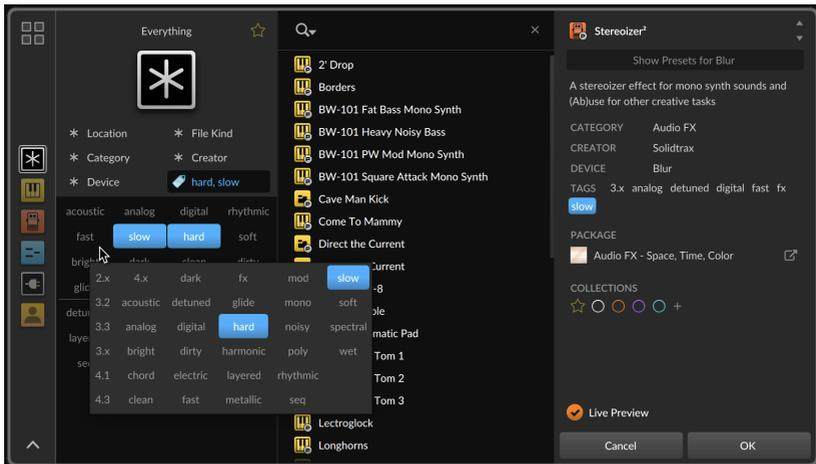 Everything
Location
File Kind
Category
Creator
Device
hard, slow
acoustic analog digital rhythmic
fast slow hard soft
2.x 4.x dark fx mod slow
3.2 acoustic detuned glide mono soft
3.3 analog digital hard noisy spectral
3.x bright dirty harmonic poly wet
4.1 chord electric layered rhythmic
4.3 clean fast metallic seq
2' Drop
Borders
BW-101 Fat Bass Mono Synth
BW-101 Heavy Noisy Bass
BW-101 PW Mod Mono Synth
BW-101 Square Attack Mono Synth
Cave Man Kick
Come To Mammy
Direct the Current
Current
-8
ple
matic Pad
Tom 1
Tom 2
Tom 3
Lectroglock
Longhorns
Stereoizer²
Show Presets for Blur
A stereoizer effect for mono synth sounds and
(Ab)use for other creative tasks
CATEGORY Audio FX
CREATOR Solidtrax
DEVICE Blur
TAGS 3.x analog detuned digital fast fx
slow
PACKAGE
Audio FX - Space, Time, Color
COLLECTIONS
Live Preview
Cancel
OK